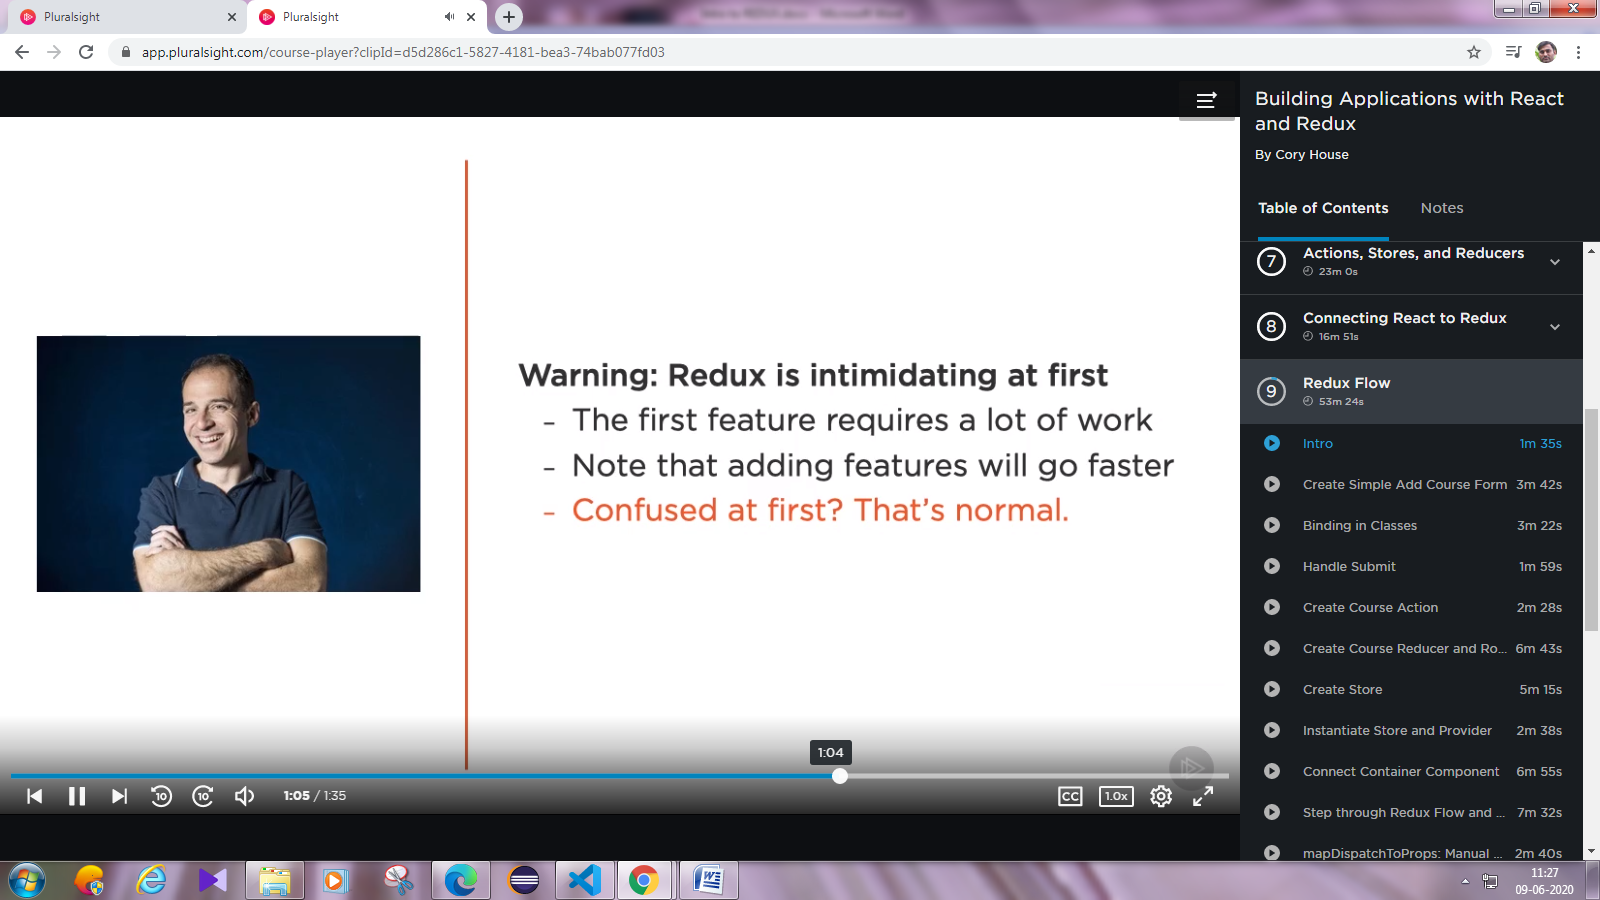 Pluralsight
Pluralsight
app.pluralsight.com/course-player?clipId=d5d286c1-5827-4181-bea3-74bab077fd03
Building Applications with React
and Redux
By Cory House
Table of Contents
Notes
7
Actions, Stores, and Reducers
23m 0s
8
Connecting React to Redux
16m 51s
9
Redux Flow
53m 24s
Intro 1m 35s
Create Simple Add Course Form 3m 42s
Binding in Classes 3m 22s
Handle Submit 1m 59s
Create Course Action 2m 28s
Create Course Reducer and Ro... 6m 43s
Create Store 5m 15s
Instantiate Store and Provider 2m 38s
Connect Container Component 6m 55s
Step through Redux Flow and ... 7m 32s
mapDispatchToProps: Manual ... 2m 40s
Warning: Redux is intimidating at first
- The first feature requires a lot of work
- Note that adding features will go faster
- Confused at first? That's normal.
1:04
10
10
1:05 / 1:35
CC
1.0x
11:27
09-06-2020